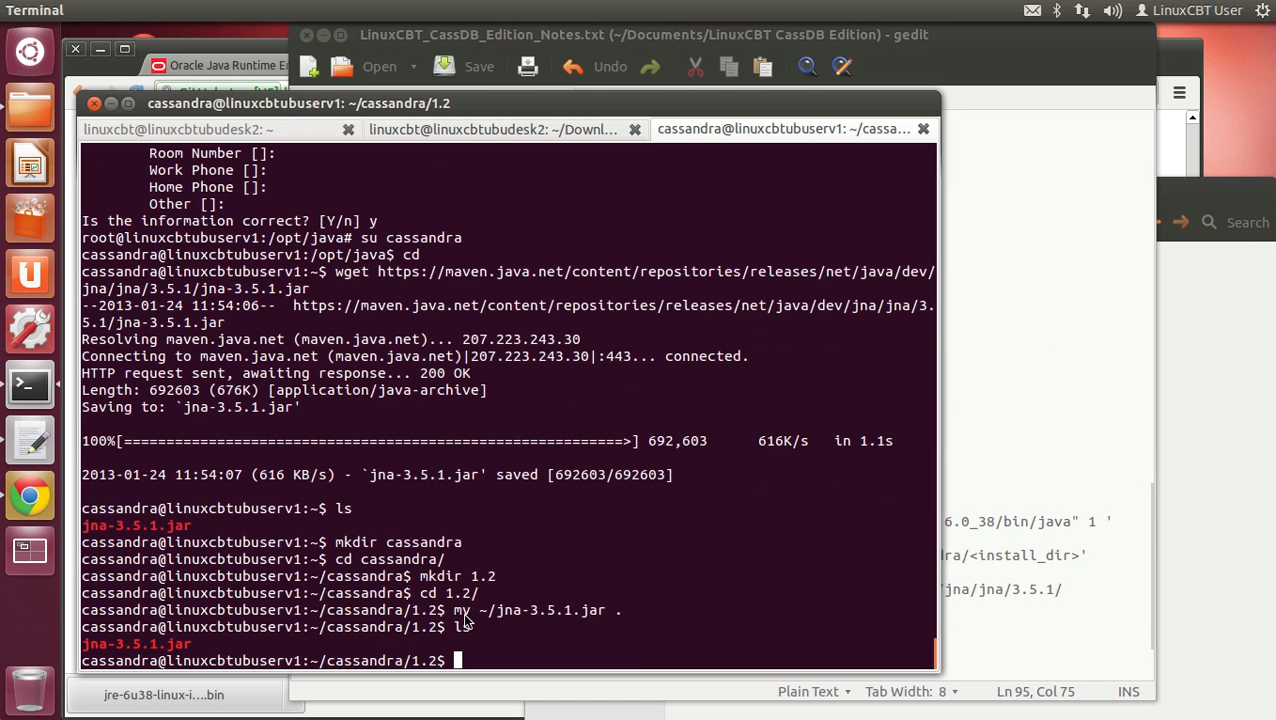 Terminal
LinuxCBT User
LinuxCBT_CassDB_Edition_Notes.txt (~/Documents/LinuxCBT CassDB Edition) - gedit
Oracle Java Runtime En
Open
Save
Undo
cassandra@linuxcbtubuserv1: ~/cassandra/1.2
linuxcbt@linuxcbtubudesk2: ~
linuxcbt@linuxcbtubudesk2: ~/Downl...
cassandra@linuxcbtubuserv1: ~/cassa...
Room Number []:
Work Phone []:
Home Phone []:
Other []:
Is the information correct? [Y/n] y
root@linuxcbtubuserv1:/opt/java# su cassandra
cassandra@linuxcbtubuserv1:/opt/java$ cd
cassandra@linuxcbtubuserv1:~$ wget https://maven.java.net/content/repositories/releases/net/java/dev/
jna/jna/3.5.1/jna-3.5.1.jar
--2013-01-24 11:54:06--  https://maven.java.net/content/repositories/releases/net/java/dev/jna/jna/3.
5.1/jna-3.5.1.jar
Resolving maven.java.net (maven.java.net)... 207.223.243.30
Connecting to maven.java.net (maven.java.net)|207.223.243.30|:443... connected.
HTTP request sent, awaiting response... 200 OK
Length: 692603 (676K) [application/java-archive]
Saving to: `jna-3.5.1.jar'
100%[===========================================================>] 692,603     616K/s   in 1.1s
2013-01-24 11:54:07 (616 KB/s) - `jna-3.5.1.jar' saved [692603/692603]
cassandra@linuxcbtubuserv1:~$ ls
jna-3.5.1.jar
cassandra@linuxcbtubuserv1:~$ mkdir cassandra
cassandra@linuxcbtubuserv1:~$ cd cassandra/
cassandra@linuxcbtubuserv1:~/cassandra$ mkdir 1.2
cassandra@linuxcbtubuserv1:~/cassandra$ cd 1.2/
cassandra@linuxcbtubuserv1:~/cassandra/1.2$ mv ~/jna-3.5.1.jar .
cassandra@linuxcbtubuserv1:~/cassandra/1.2$ ls
jna-3.5.1.jar
cassandra@linuxcbtubuserv1:~/cassandra/1.2$
Search
6.0_38/bin/java" 1 '
ra/<install_dir>'
/jna/jna/3.5.1/
jre-6u38-linux-i....bin
Plain Text
Tab Width: 8
Ln 95, Col 75
INS